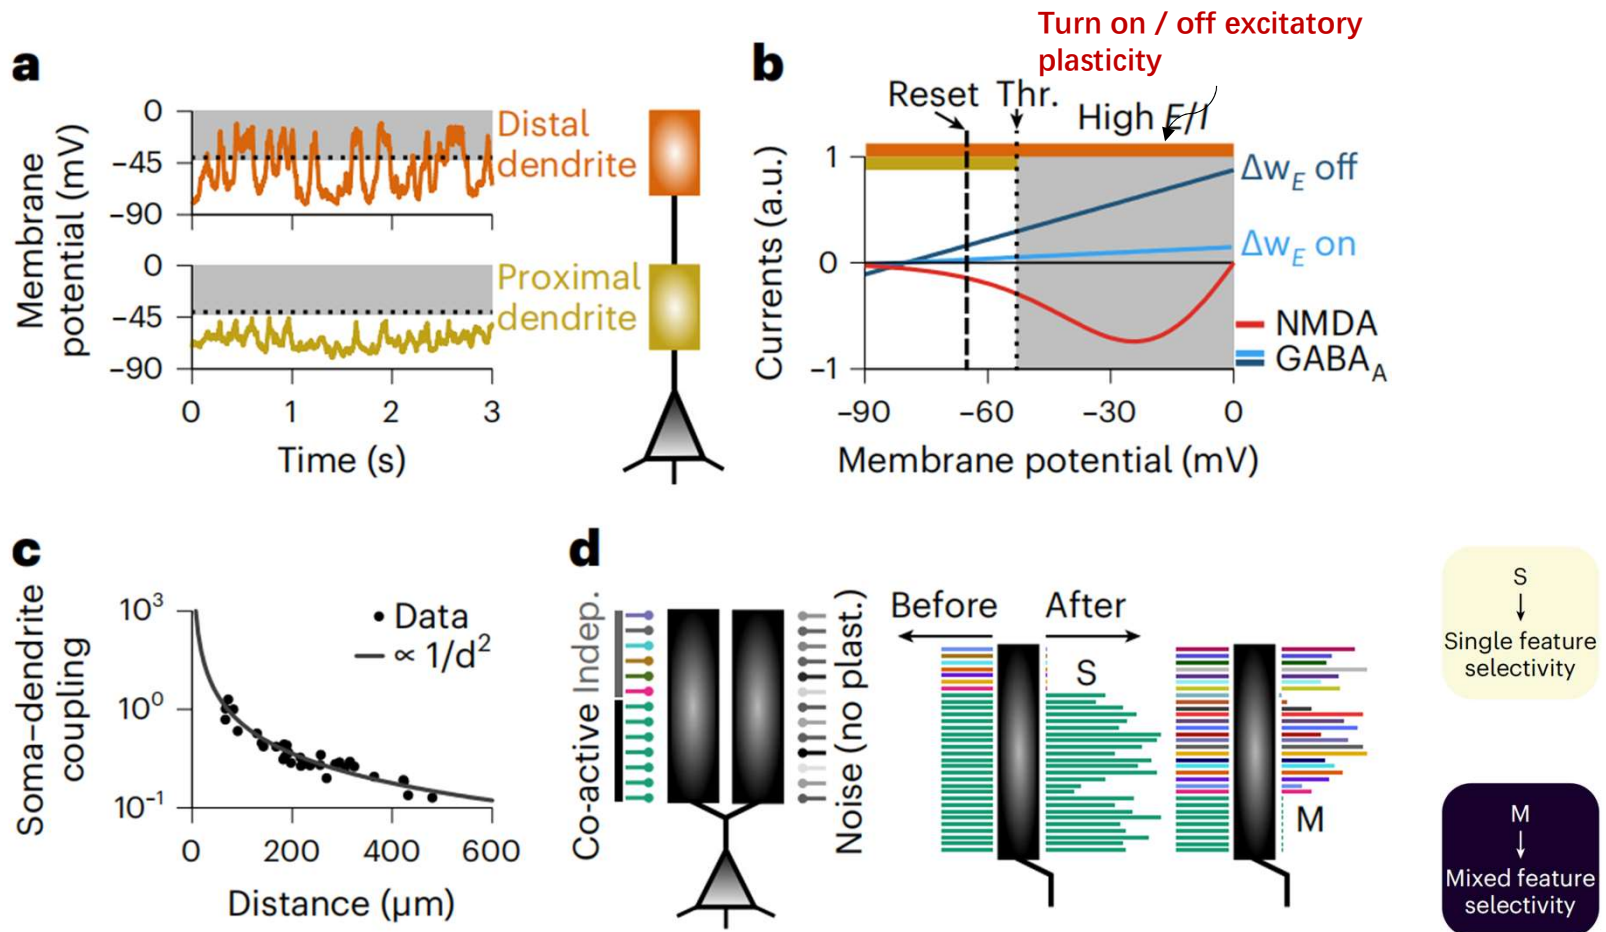 Turn on / off excitatory
plasticity
a
Membrane
potential (mV)
0
−45
−90
Distal
dendrite
0
−45
−90
Proximal
dendrite
0 1 2 3
Time (s)
b
Reset Thr.
High E/I
Currents (a.u.)
1
0
−1
ΔwE off
ΔwE on
NMDA
GABAA
−90 −60 −30 0
Membrane potential (mV)
c
Soma–dendrite
coupling
10³
10⁰
10⁻¹
Data
∝ 1/d²
0 200 400 600
Distance (μm)
d
Co-active Indep.
Noise (no plast.)
Before After
S
M
S
Single feature
selectivity
M
Mixed feature
selectivity